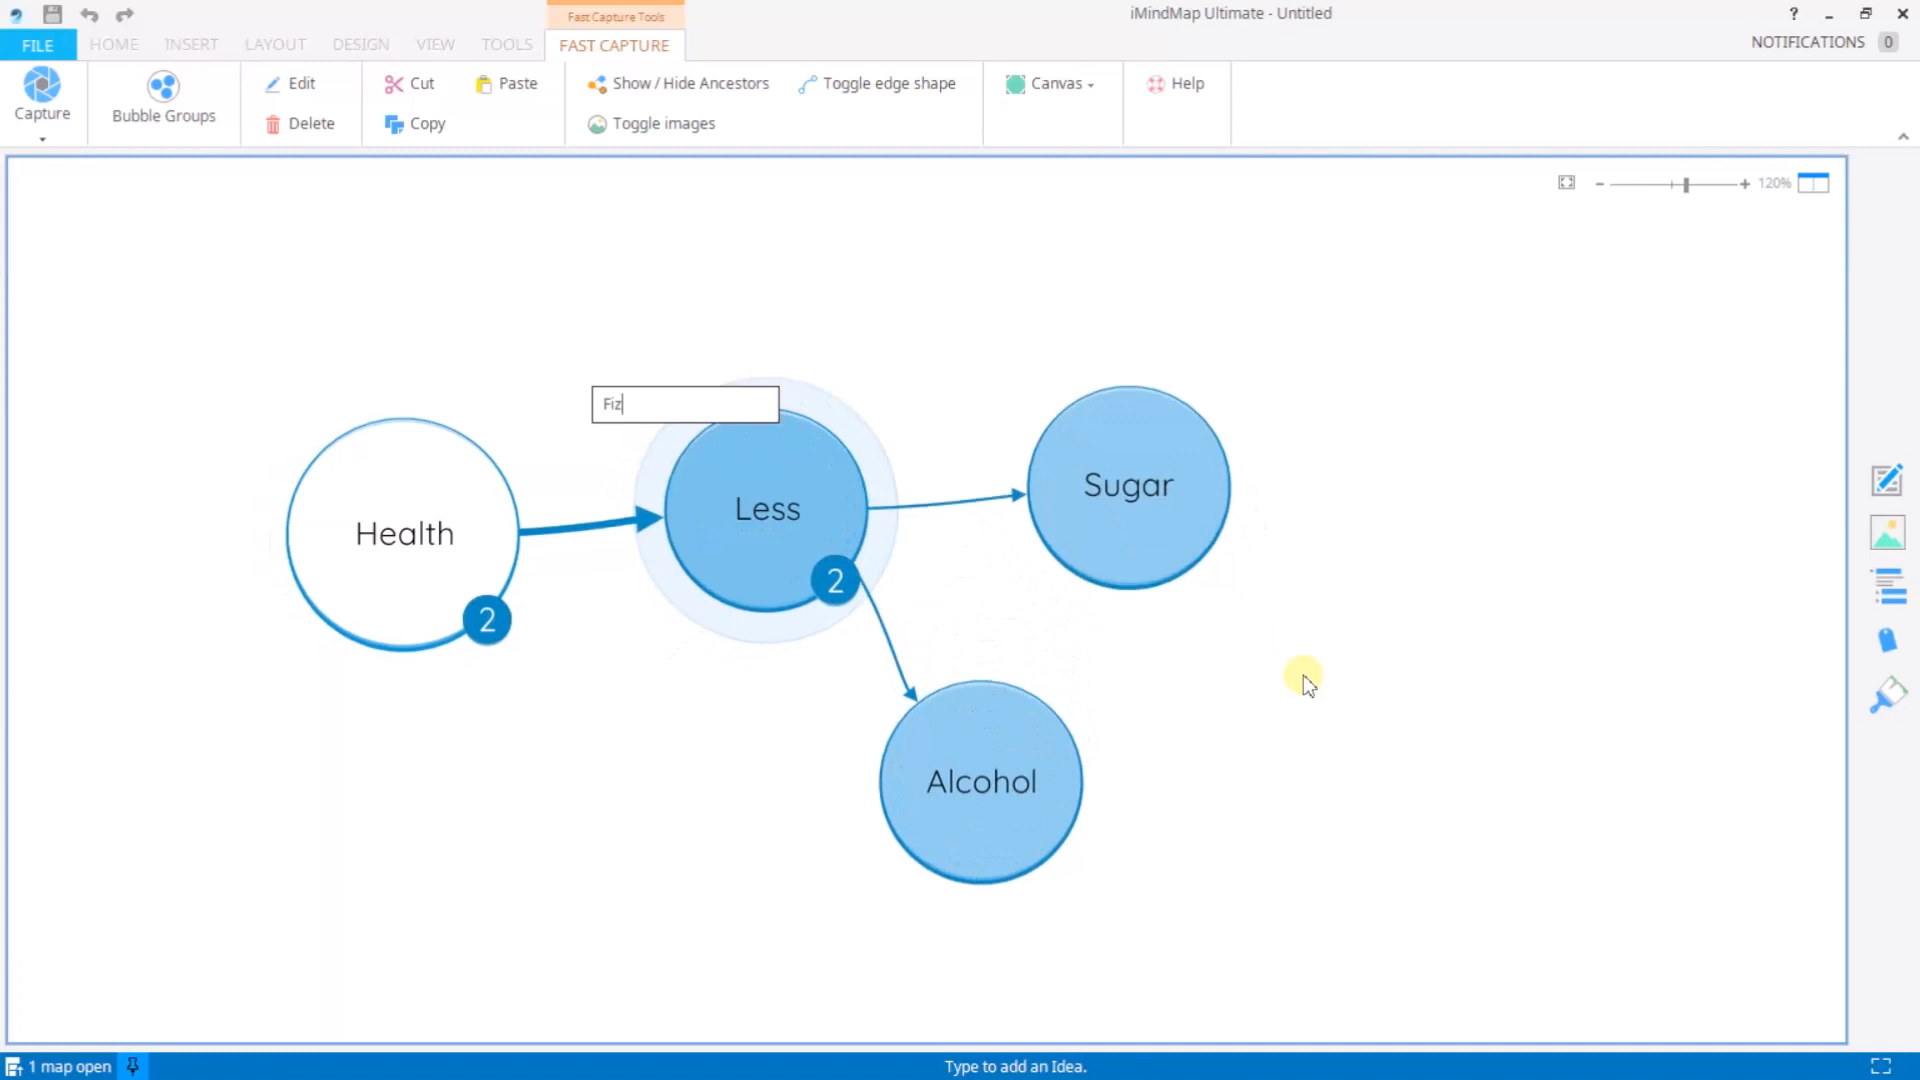 Fast Capture Tools
iMindMap Ultimate - Untitled
?
FILE HOME INSERT LAYOUT DESIGN VIEW TOOLS FAST CAPTURE
NOTIFICATIONS 0
Capture
Bubble Groups
Edit
Delete
Cut
Paste
Copy
Show / Hide Ancestors
Toggle edge shape
Toggle images
Canvas
Help
120%
Fiz
Health
2
Less
2
Sugar
Alcohol
1 map open
Type to add an Idea.